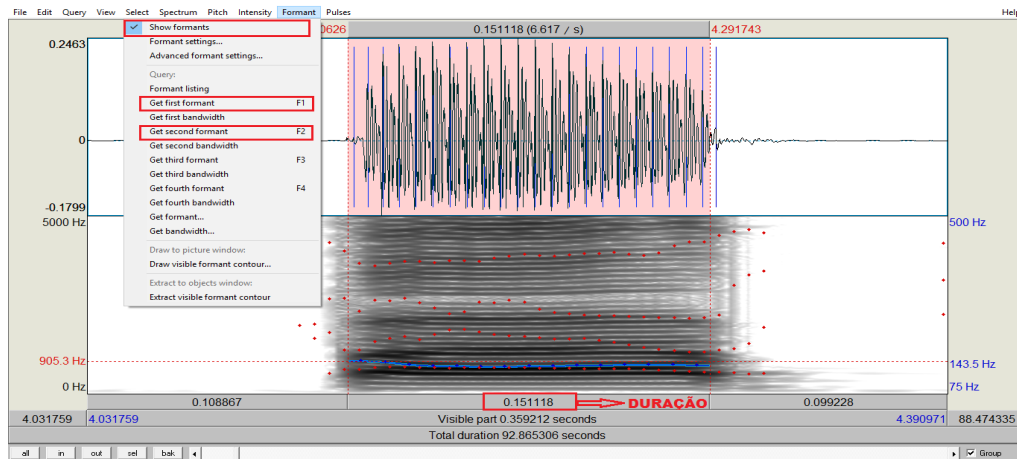 File Edit Query View Select Spectrum Pitch Intensity Formant Pulses Help
Show formants
Formant settings...
Advanced formant settings...
Query:
Formant listing
Get first formant F1
Get first bandwidth
Get second formant F2
Get second bandwidth
Get third formant F3
Get third bandwidth
Get fourth formant F4
Get fourth bandwidth
Get formant...
Get bandwidth...
Draw to picture window:
Draw visible formant contour...
Extract to objects window:
Extract visible formant contour
0626 0.151118 (6.617 / s) 4.291743
0.2463
0
-0.1799
5000 Hz 500 Hz
905.3 Hz 143.5 Hz
0 Hz 75 Hz
0.108867 0.151118 DURAÇÃO 0.099228
4.031759 4.031759 Visible part 0.359212 seconds 4.390971 88.474335
Total duration 92.865306 seconds
all in out sel bak Group